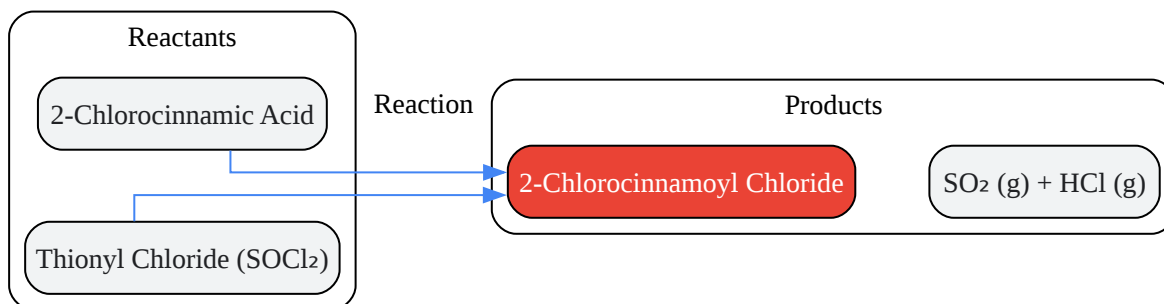 Reactants
2-Chlorocinnamic Acid
Thionyl Chloride (SOCl₂)
Reaction
Products
2-Chlorocinnamoyl Chloride
SO₂ (g) + HCl (g)